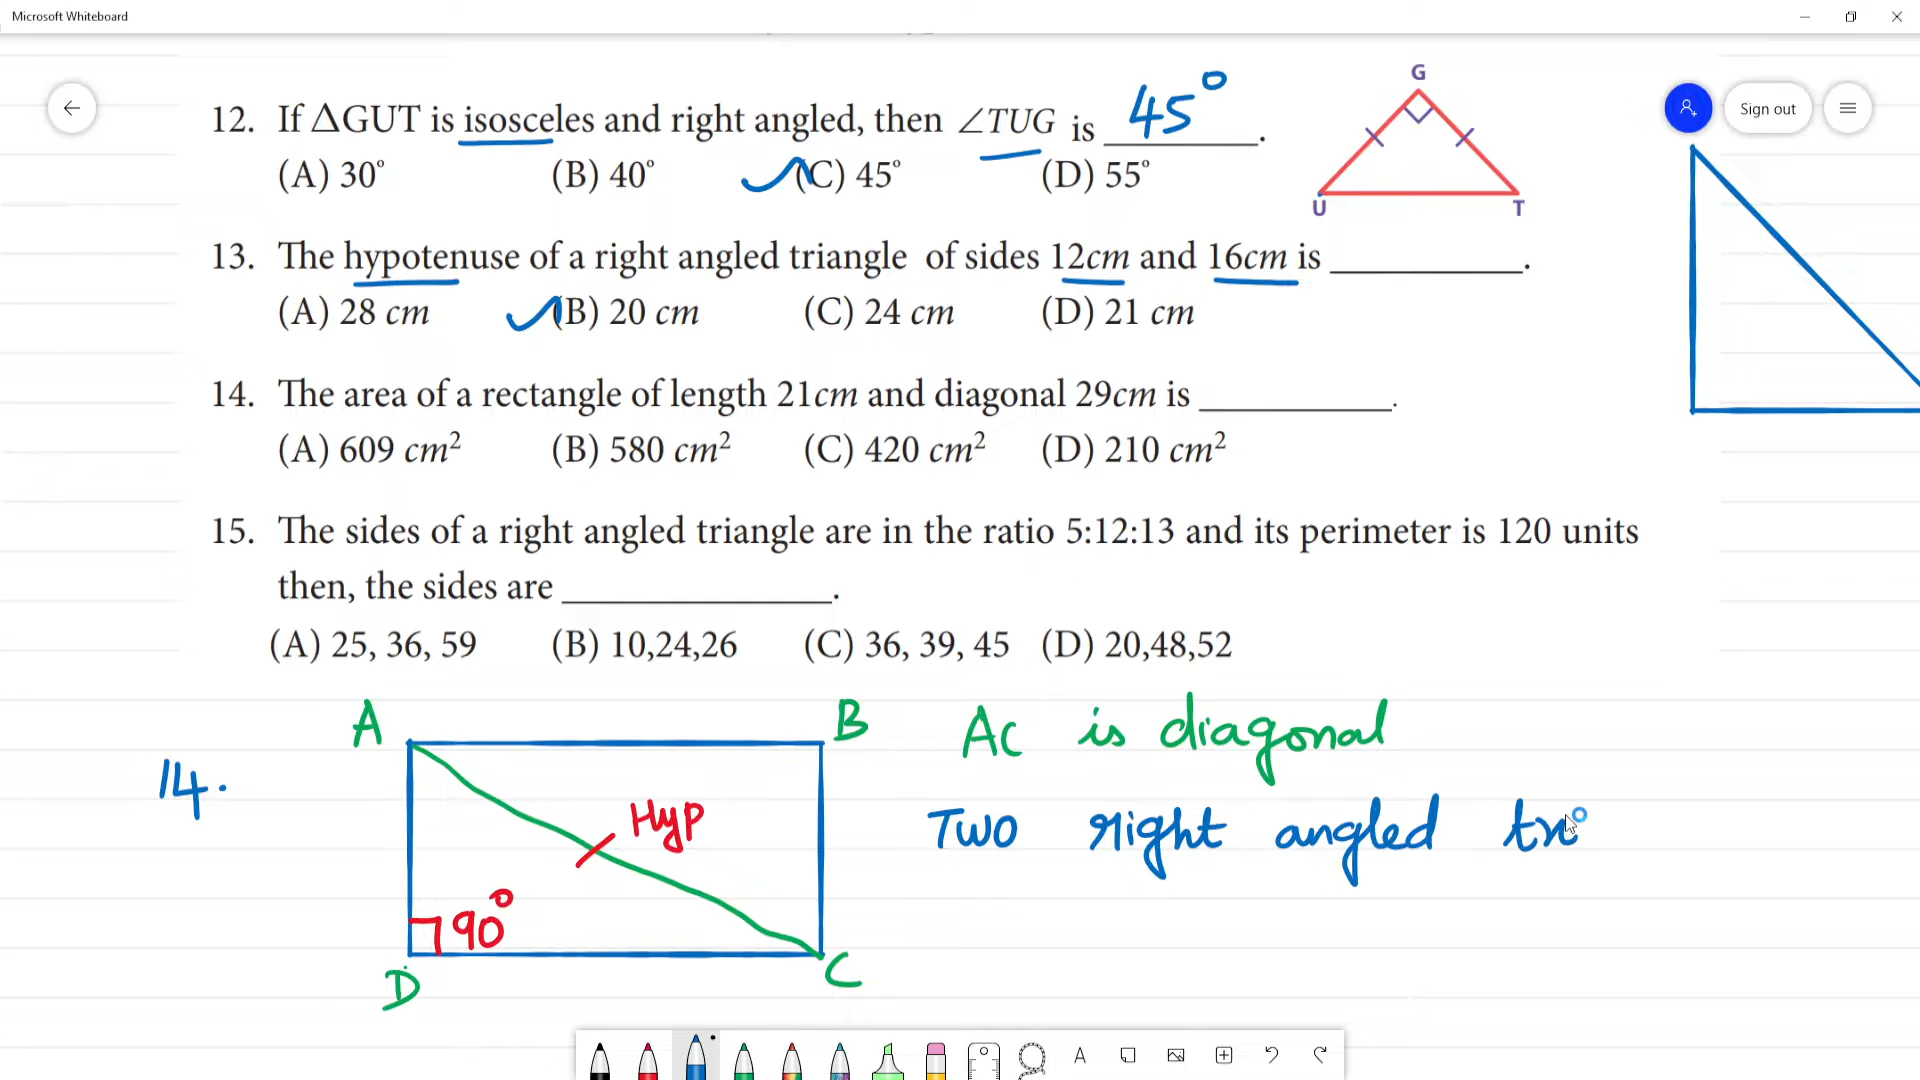 Microsoft Whiteboard
Sign out
12. If ΔGUT is isosceles and right angled, then ∠TUG is 45° .
(A) 30° (B) 40° (C) 45° (D) 55°
G
U T
13. The hypotenuse of a right angled triangle of sides 12cm and 16cm is ____________.
(A) 28 cm (B) 20 cm (C) 24 cm (D) 21 cm
14. The area of a rectangle of length 21cm and diagonal 29cm is ____________.
(A) 609 cm² (B) 580 cm² (C) 420 cm² (D) 210 cm²
15. The sides of a right angled triangle are in the ratio 5:12:13 and its perimeter is 120 units
then, the sides are ________________.
(A) 25, 36, 59 (B) 10,24,26 (C) 36, 39, 45 (D) 20,48,52
14.
A B
Hyp
90°
D C
AC is diagonal
Two right angled tri
A